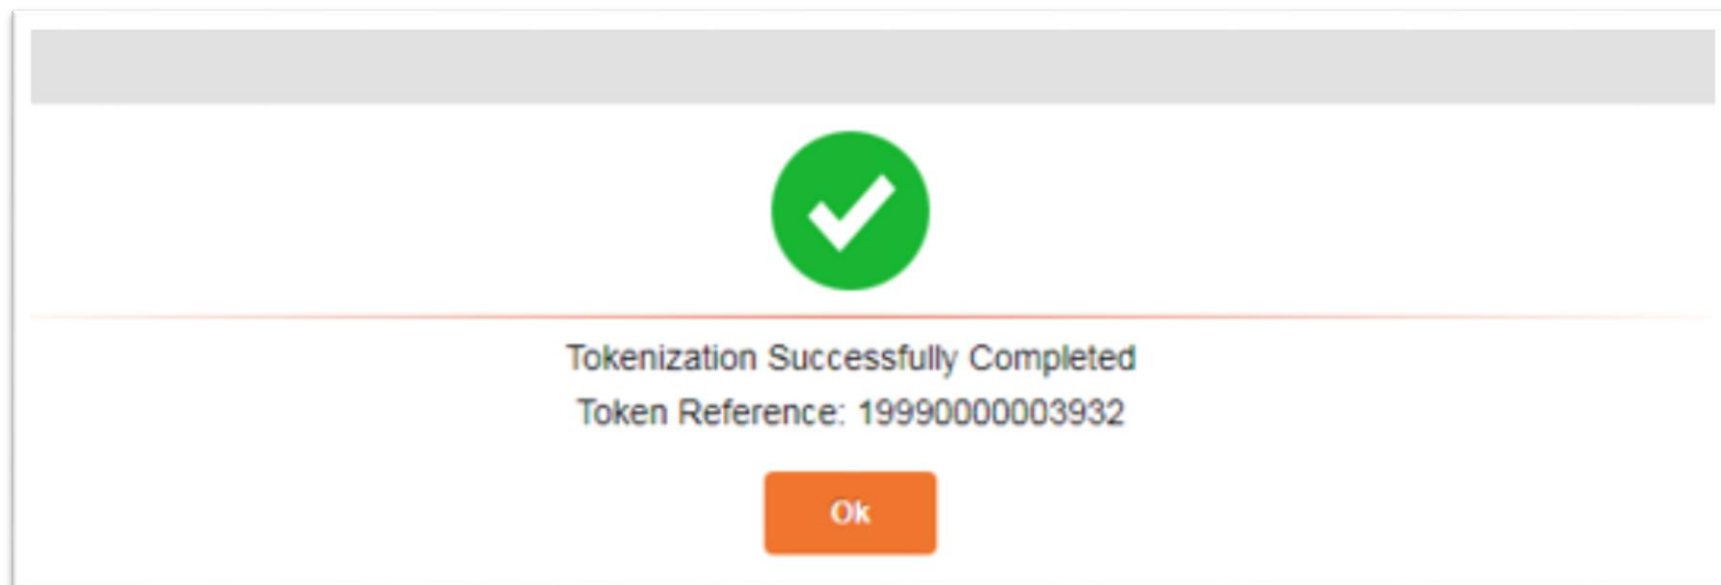 Tokenization Successfully Completed
Token Reference: 19990000003932
Ok